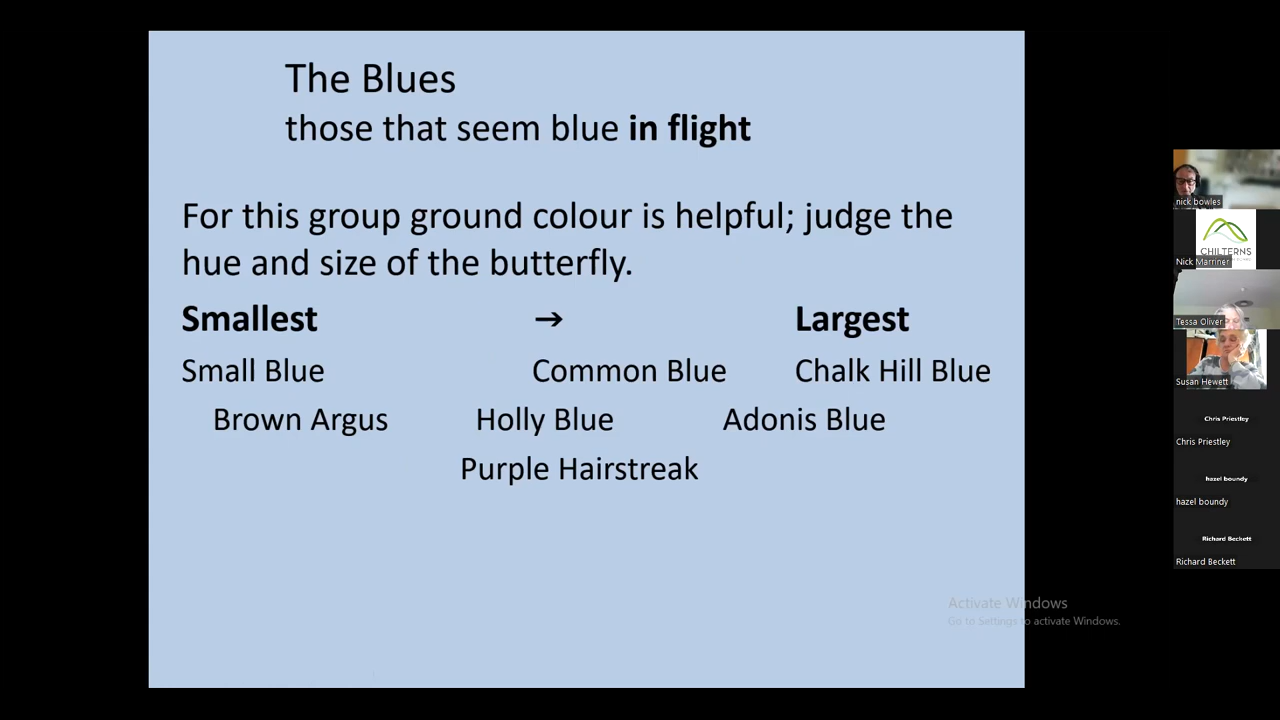 The Blues
those that seem blue in flight
For this group ground colour is helpful; judge the
hue and size of the butterfly.
Smallest → Largest
Small Blue Common Blue Chalk Hill Blue
Brown Argus Holly Blue Adonis Blue
Purple Hairstreak
Activate Windows
Go to Settings to activate Windows.
nick bowles
CHILTERNS
Nick Marriner
Tessa Oliver
Susan Hewett
Chris Priestley
Chris Priestley
hazel boundy
hazel boundy
Richard Beckett
Richard Beckett